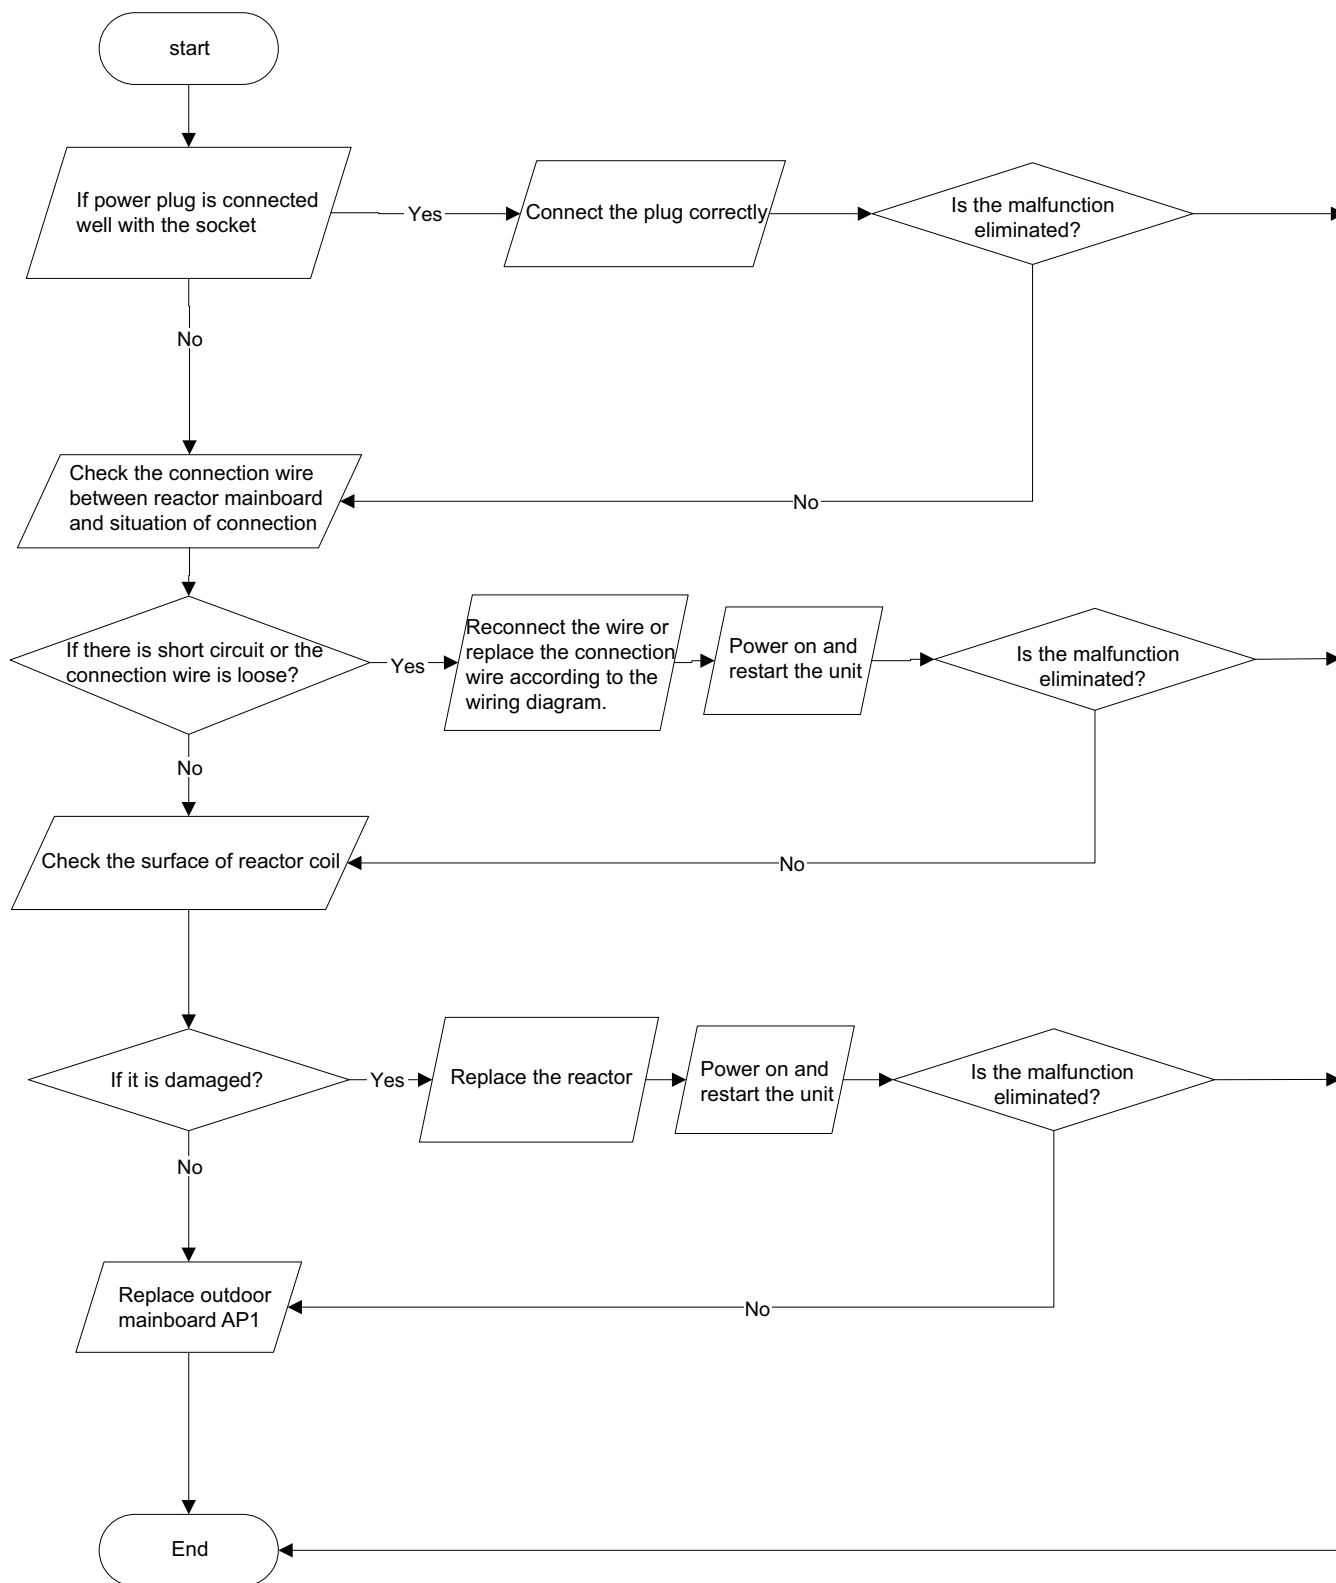 start
If power plug is connected
well with the socket
Yes
Connect the plug correctly
Is the malfunction
eliminated?
No
Check the connection wire
between reactor mainboard
and situation of connection
No
If there is short circuit or the
connection wire is loose?
Yes
Reconnect the wire or
replace the connection
wire according to the
wiring diagram.
Power on and
restart the unit
Is the malfunction
eliminated?
No
Check the surface of reactor coil
No
If it is damaged?
Yes
Replace the reactor
Power on and
restart the unit
Is the malfunction
eliminated?
No
Replace outdoor
mainboard AP1
No
End